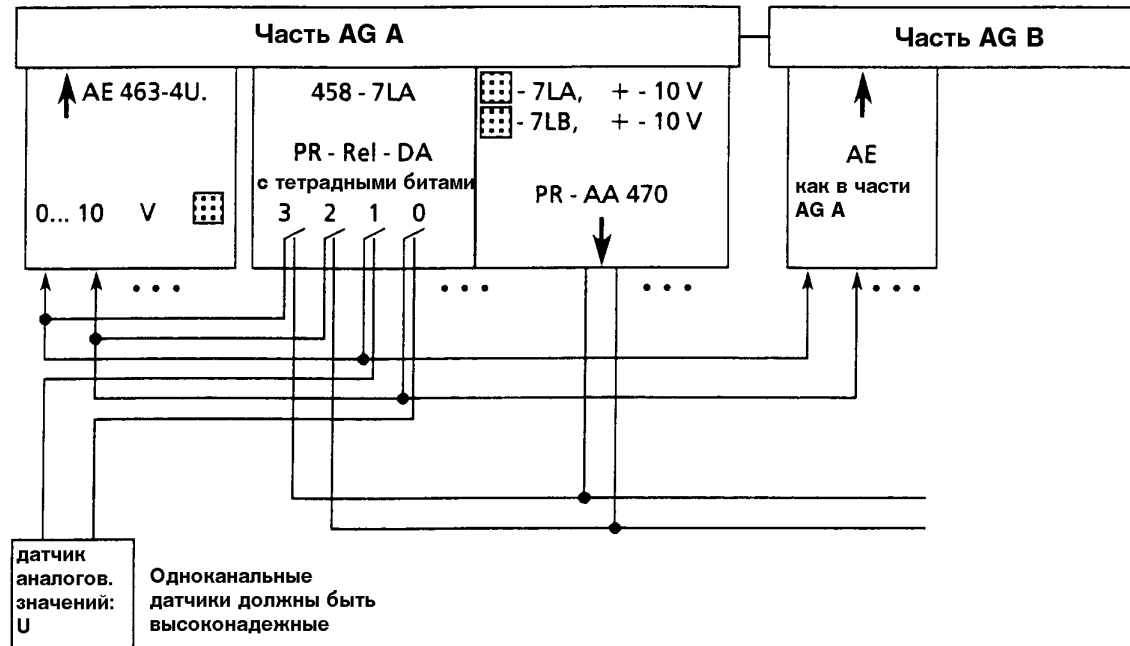 Часть AG A
Часть AG B
AE 463-4U.
0... 10 V
458 - 7LA
PR - Rel - DA
с тетрадными битами
3 2 1 0
- 7LA, + - 10 V
- 7LB, + - 10 V
PR - AA 470
AE
как в части
AG A
• • •
• • •
• • •
• • •
датчик
аналогов.
значений:
U
Одноканальные
датчики должны быть
высоконадежные